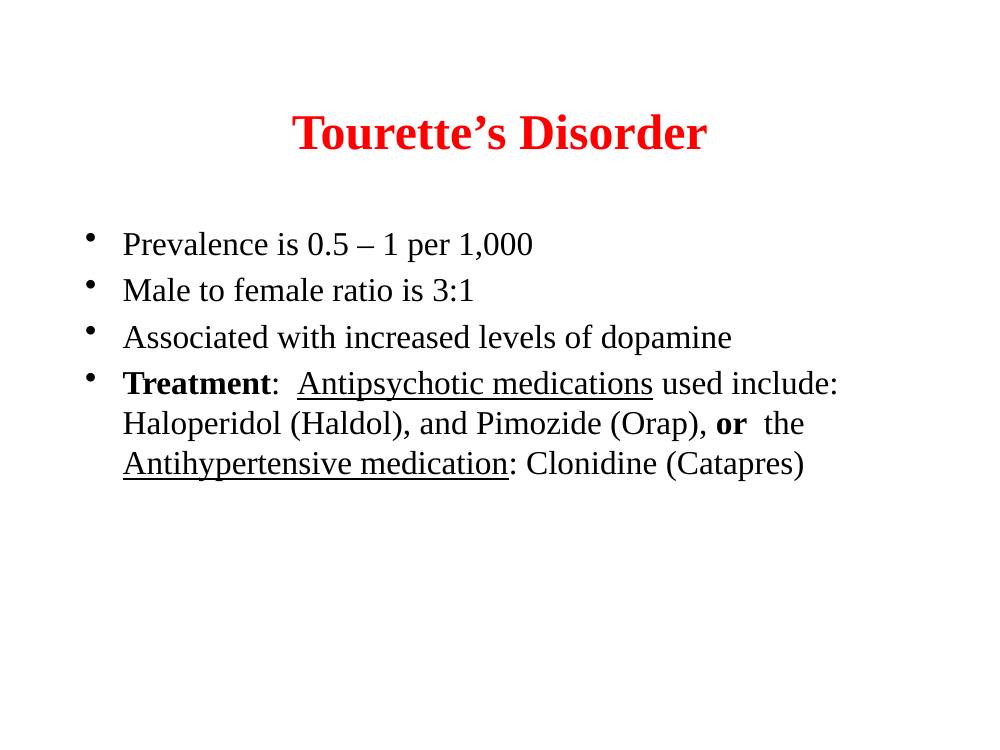 Tourette’s Disorder
• Prevalence is 0.5 – 1 per 1,000
• Male to female ratio is 3:1
• Associated with increased levels of dopamine
• Treatment:  Antipsychotic medications used include:
Haloperidol (Haldol), and Pimozide (Orap), or  the
Antihypertensive medication: Clonidine (Catapres)